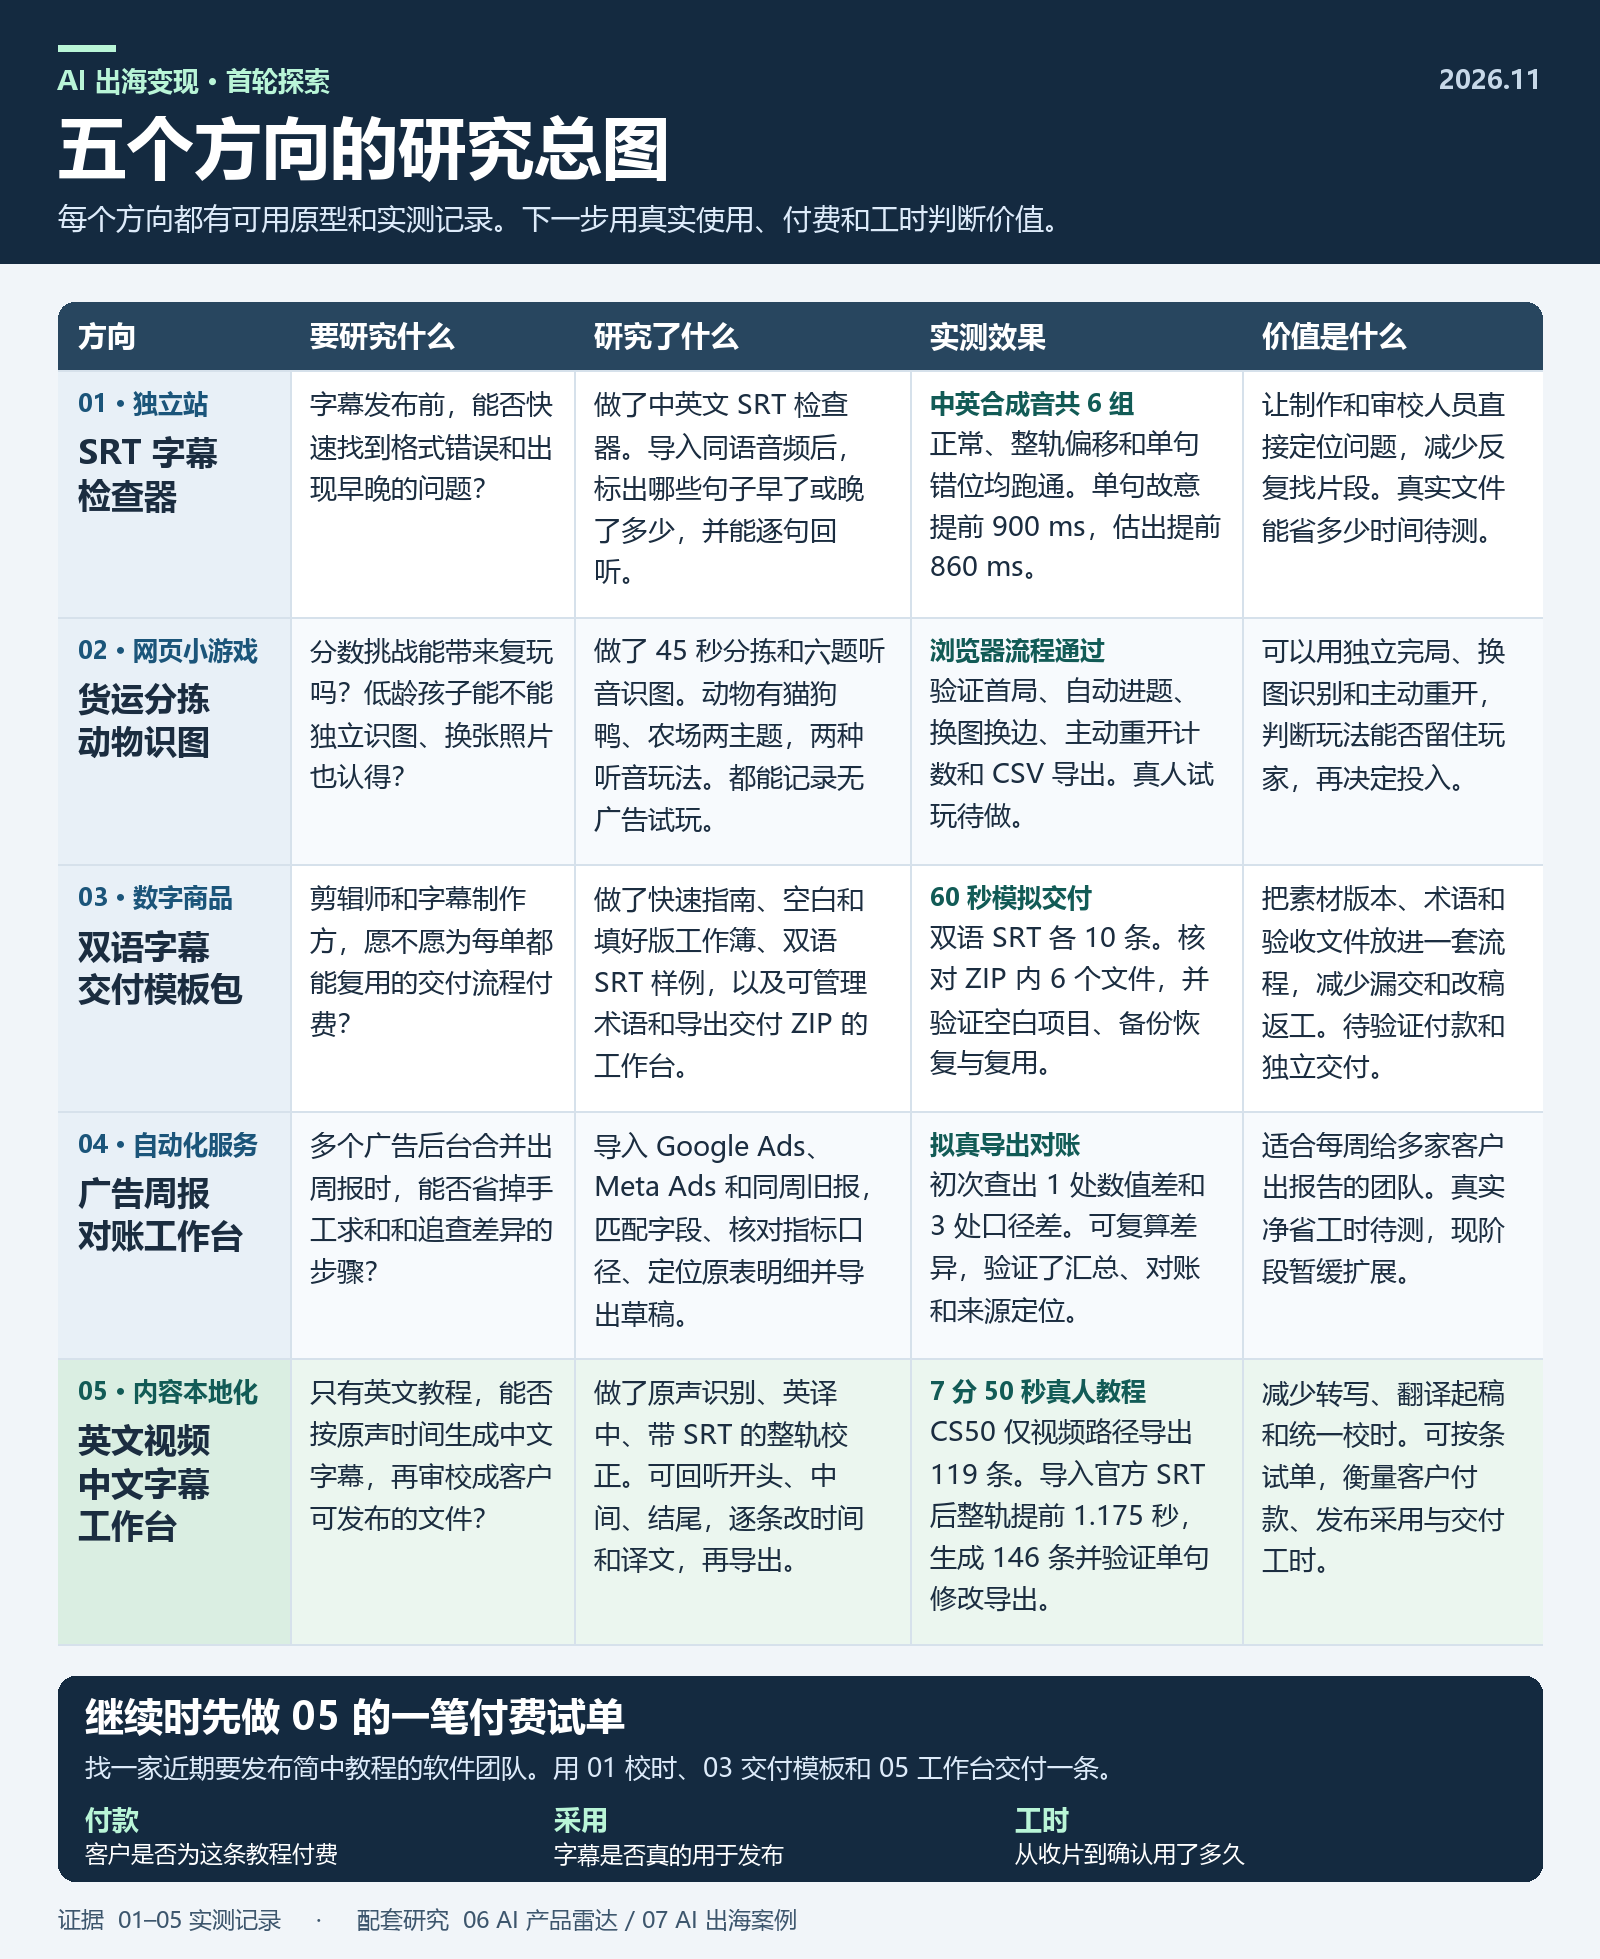 AI 出海变现 · 首轮探索
2026.11
五个方向的研究总图
每个方向都有可用原型和实测记录。下一步用真实使用、付费和工时判断价值。
方向
要研究什么
研究了什么
实测效果
价值是什么
01 · 独立站
SRT 字幕
检查器
字幕发布前，能否快
速找到格式错误和出
现早晚的问题？
做了中英文 SRT 检查
器。导入同语音频后，
标出哪些句子早了或晚
了多少，并能逐句回
听。
中英合成音共 6 组
正常、整轨偏移和单句
错位均跑通。单句故意
提前 900 ms，估出提前
860 ms。
让制作和审校人员直
接定位问题，减少反
复找片段。真实文件
能省多少时间待测。
02 · 网页小游戏
货运分拣
动物识图
分数挑战能带来复玩
吗？低龄孩子能不能
独立识图、换张照片
也认得？
做了 45 秒分拣和六题听
音识图。动物有猫狗
鸭、农场两主题，两种
听音玩法。都能记录无
广告试玩。
浏览器流程通过
验证首局、自动进题、
换图换边、主动重开计
数和 CSV 导出。真人试
玩待做。
可以用独立完局、换
图识别和主动重开，
判断玩法能否留住玩
家，再决定投入。
03 · 数字商品
双语字幕
交付模板包
剪辑师和字幕制作
方，愿不愿为每单都
能复用的交付流程付
费？
做了快速指南、空白和
填好版工作簿、双语
SRT 样例，以及可管理
术语和导出交付 ZIP 的
工作台。
60 秒模拟交付
双语 SRT 各 10 条。核
对 ZIP 内 6 个文件，并
验证空白项目、备份恢
复与复用。
把素材版本、术语和
验收文件放进一套流
程，减少漏交和改稿
返工。待验证付款和
独立交付。
04 · 自动化服务
广告周报
对账工作台
多个广告后台合并出
周报时，能否省掉手
工求和和追查差异的
步骤？
导入 Google Ads、
Meta Ads 和同周旧报，
匹配字段、核对指标口
径、定位原表明细并导
出草稿。
拟真导出对账
初次查出 1 处数值差和
3 处口径差。可复算差
异，验证了汇总、对账
和来源定位。
适合每周给多家客户
出报告的团队。真实
净省工时待测，现阶
段暂缓扩展。
05 · 内容本地化
英文视频
中文字幕
工作台
只有英文教程，能否
按原声时间生成中文
字幕，再审校成客户
可发布的文件？
做了原声识别、英译
中、带 SRT 的整轨校
正。可回听开头、中
间、结尾，逐条改时间
和译文，再导出。
7 分 50 秒真人教程
CS50 仅视频路径导出
119 条。导入官方 SRT
后整轨提前 1.175 秒，
生成 146 条并验证单句
修改导出。
减少转写、翻译起稿
和统一校时。可按条
试单，衡量客户付
款、发布采用与交付
工时。
继续时先做 05 的一笔付费试单
找一家近期要发布简中教程的软件团队。用 01 校时、03 交付模板和 05 工作台交付一条。
付款
客户是否为这条教程付费
采用
字幕是否真的用于发布
工时
从收片到确认用了多久
证据 01–05 实测记录 · 配套研究 06 AI 产品雷达 / 07 AI 出海案例